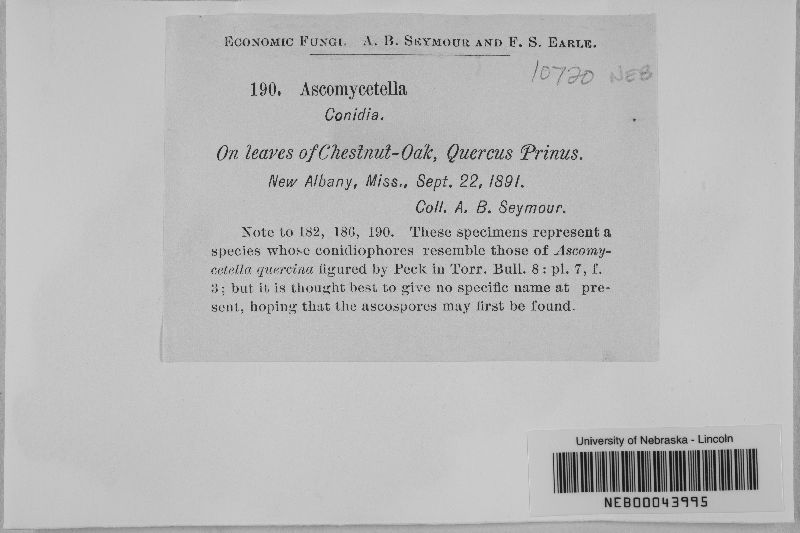 Economic Fungi. A. B. Seymour and F. S. Earle.
10720 NEB
190. Ascomycetella
Conidia.
On leaves of Chestnut-Oak, Quercus Prinus.
New Albany, Miss., Sept. 22, 1891.
Coll. A. B. Seymour.
Note to 182, 186, 190. These specimens represent a
species whose conidiophores resemble those of Ascomy-
cetella quercina figured by Peck in Torr. Bull. 8: pl. 7, f.
3; but it is thought best to give no specific name at pre-
sent, hoping that the ascospores may first be found.
University of Nebraska - Lincoln
NEB00043995